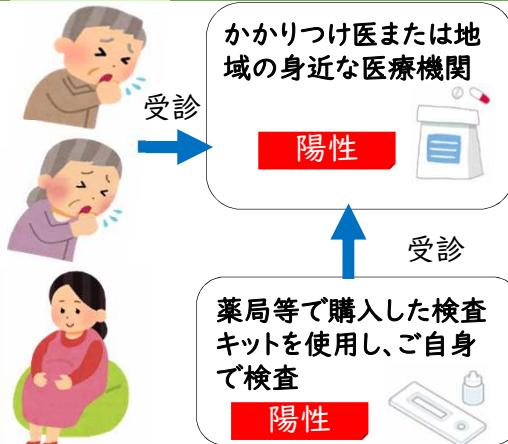 かかりつけ医または地
域の身近な医療機関
受診
陽性
受診
薬局等で購入した検査
キットを使用し、ご自身
で検査
陽性